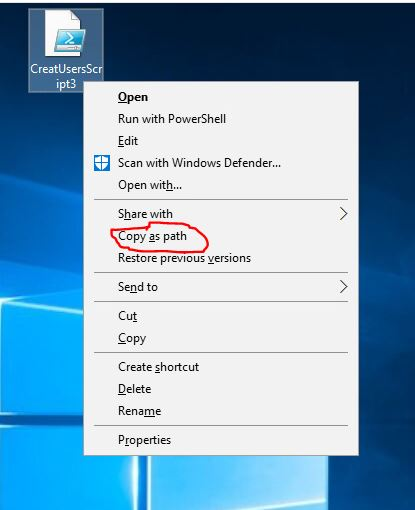 CreatUsersScr
ipt3
Open
Run with PowerShell
Edit
Scan with Windows Defender...
Open with...
Share with
Copy as path
Restore previous versions
Send to
Cut
Copy
Create shortcut
Delete
Rename
Properties